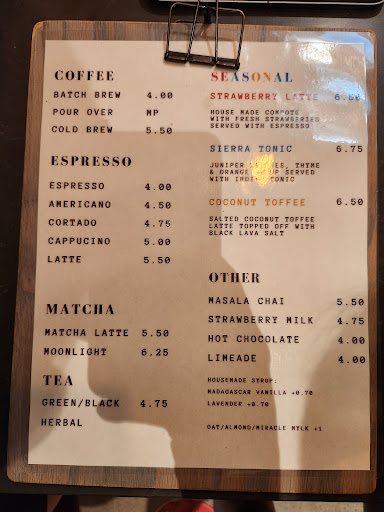 COFFEE
BATCH BREW 4.00
POUR OVER MP
COLD BREW 5.50
ESPRESSO
ESPRESSO 4.00
AMERICANO 4.50
CORTADO 4.75
CAPPUCINO 5.00
LATTE 5.50
MATCHA
MATCHA LATTE 5.50
MOONLIGHT 6.25
TEA
GREEN/BLACK 4.75
HERBAL
SEASONAL
STRAWBERRY LATTE 6.50
HOUSE MADE COMPOTE
WITH FRESH STRAWBERRIES
SERVED WITH ESPRESSO
SIERRA TONIC 6.75
JUNIPER THYME
& ORANGE SERVED
WITH TONIC
COCONUT TOFFEE 6.50
SALTED COCONUT TOFFEE
LATTE TOPPED OFF WITH
BLACK LAVA SALT
OTHER
MASALA CHAI 5.50
STRAWBERRY MILK 4.75
HOT CHOCOLATE 4.00
LIMEADE 4.00
HOUSEMADE SYRUP:
MADAGASCAR VANILLA +0.70
LAVENDER +0.70
OAT/ALMOND/MIRACLE MYLK +1